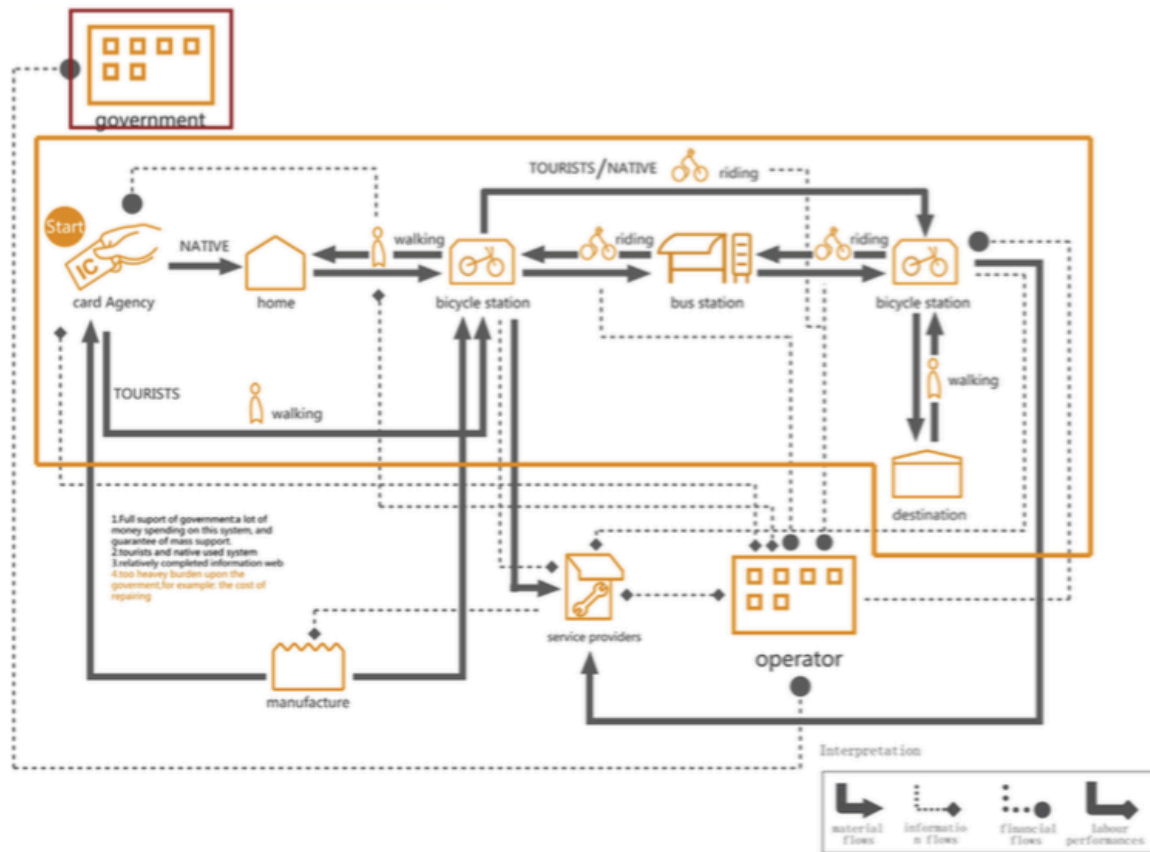 government
TOURISTS/NATIVE
riding
Start
IC
NATIVE
walking
riding
riding
card Agency
home
bicycle station
bus station
bicycle station
TOURISTS
walking
walking
destination
1.Full suport of government:a lot of
money spending on this system, and
guarantee of mass support.
2.tourists and native used system
3.relatively completed information web
4.too heavey burden upon the
goverment,for example: the cost of
repairing
service providers
operator
manufacture
Interpretation
material
flows
informatio-
n flows
financial
flows
labour
performances